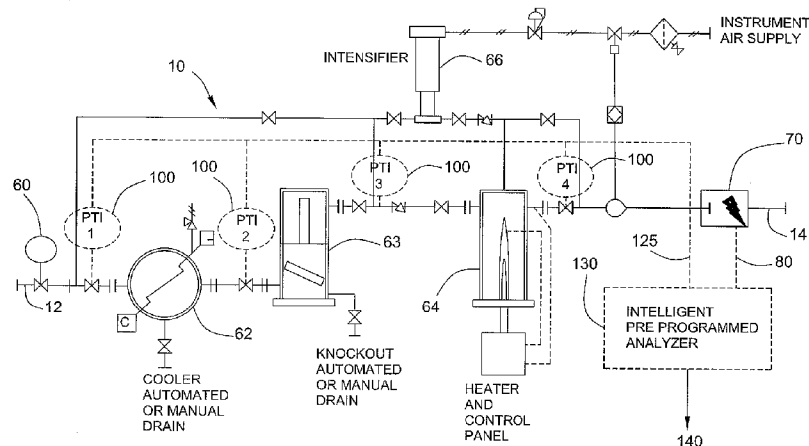 INSTRUMENT
AIR SUPPLY
INTENSIFIER
66
10
60
100
100
100
100
70
PTI
1
PTI
2
PTI
3
PTI
4
63
14
12
C
62
64
125
80
130
INTELLIGENT
PRE PROGRAMMED
ANALYZER
COOLER
AUTOMATED
OR MANUAL
DRAIN
KNOCKOUT
AUTOMATED
OR MANUAL
DRAIN
HEATER
AND
CONTROL
PANEL
140